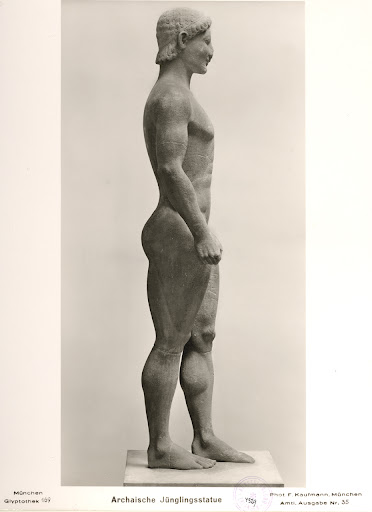 München
Glyptothek 169
Archaische Jünglingsstatue
Phot. F. Kaufmann, München
Amtl. Ausgabe Nr. 35